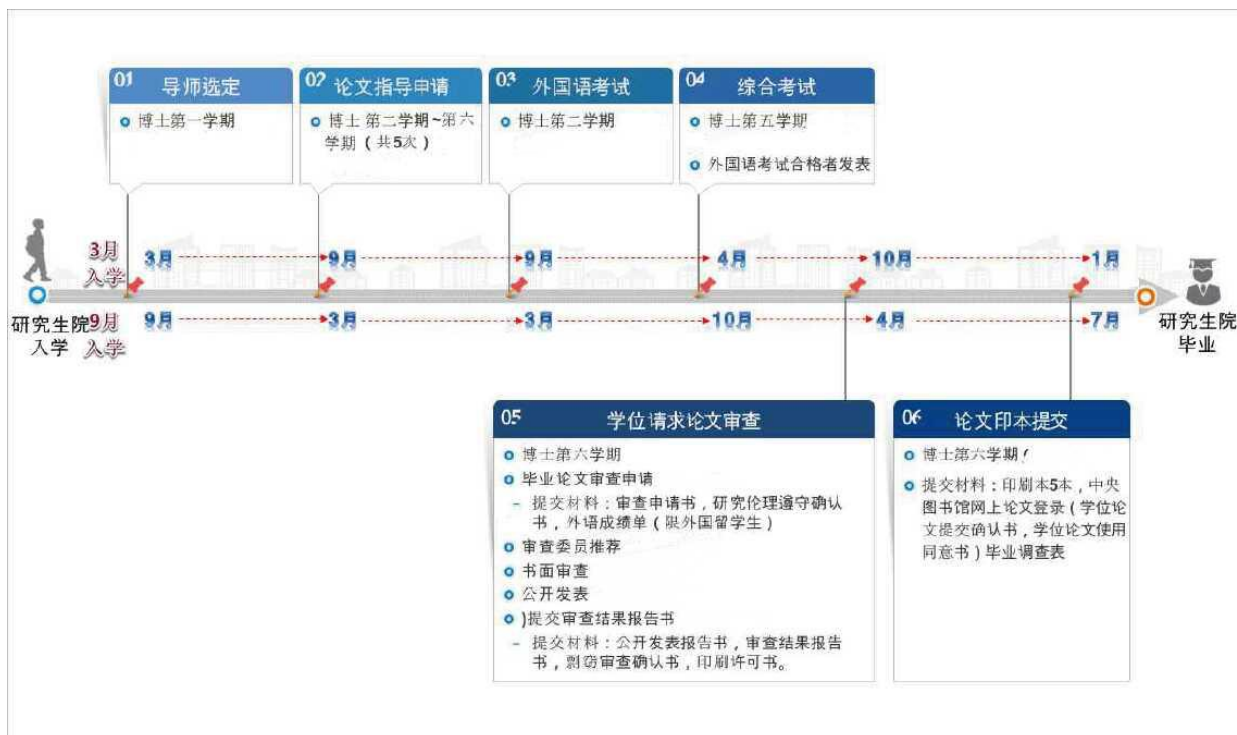 01 导师选定
博士第一学期
02 论文指导申请
博士 第二学期~第六
学期（共5次）
03 外国语考试
博士第二学期
04 综合考试
博士第五学期
外国语考试合格者发表
3月
入学
3月 9月 9月 4月 10月 1月
研究生院
入学
9月
入学
9月 3月 3月 10月 4月 7月
研究生院
毕业
05 学位请求论文审查
博士第六学期
毕业论文审查申请
- 提交材料：审查申请书，研究伦理遵守确认
书，外语成绩单（限外国留学生）
审查委员推荐
书面审查
公开发表
)提交审查结果报告书
- 提交材料：公开发表报告书，审查结果报告
书，剽窃审查确认书，印刷许可书。
06 论文印本提交
博士第六学期/
提交材料：印刷本5本，中央
图书馆网上论文登录（学位论
文提交确认书，学位论文使用
同意书）毕业调查表